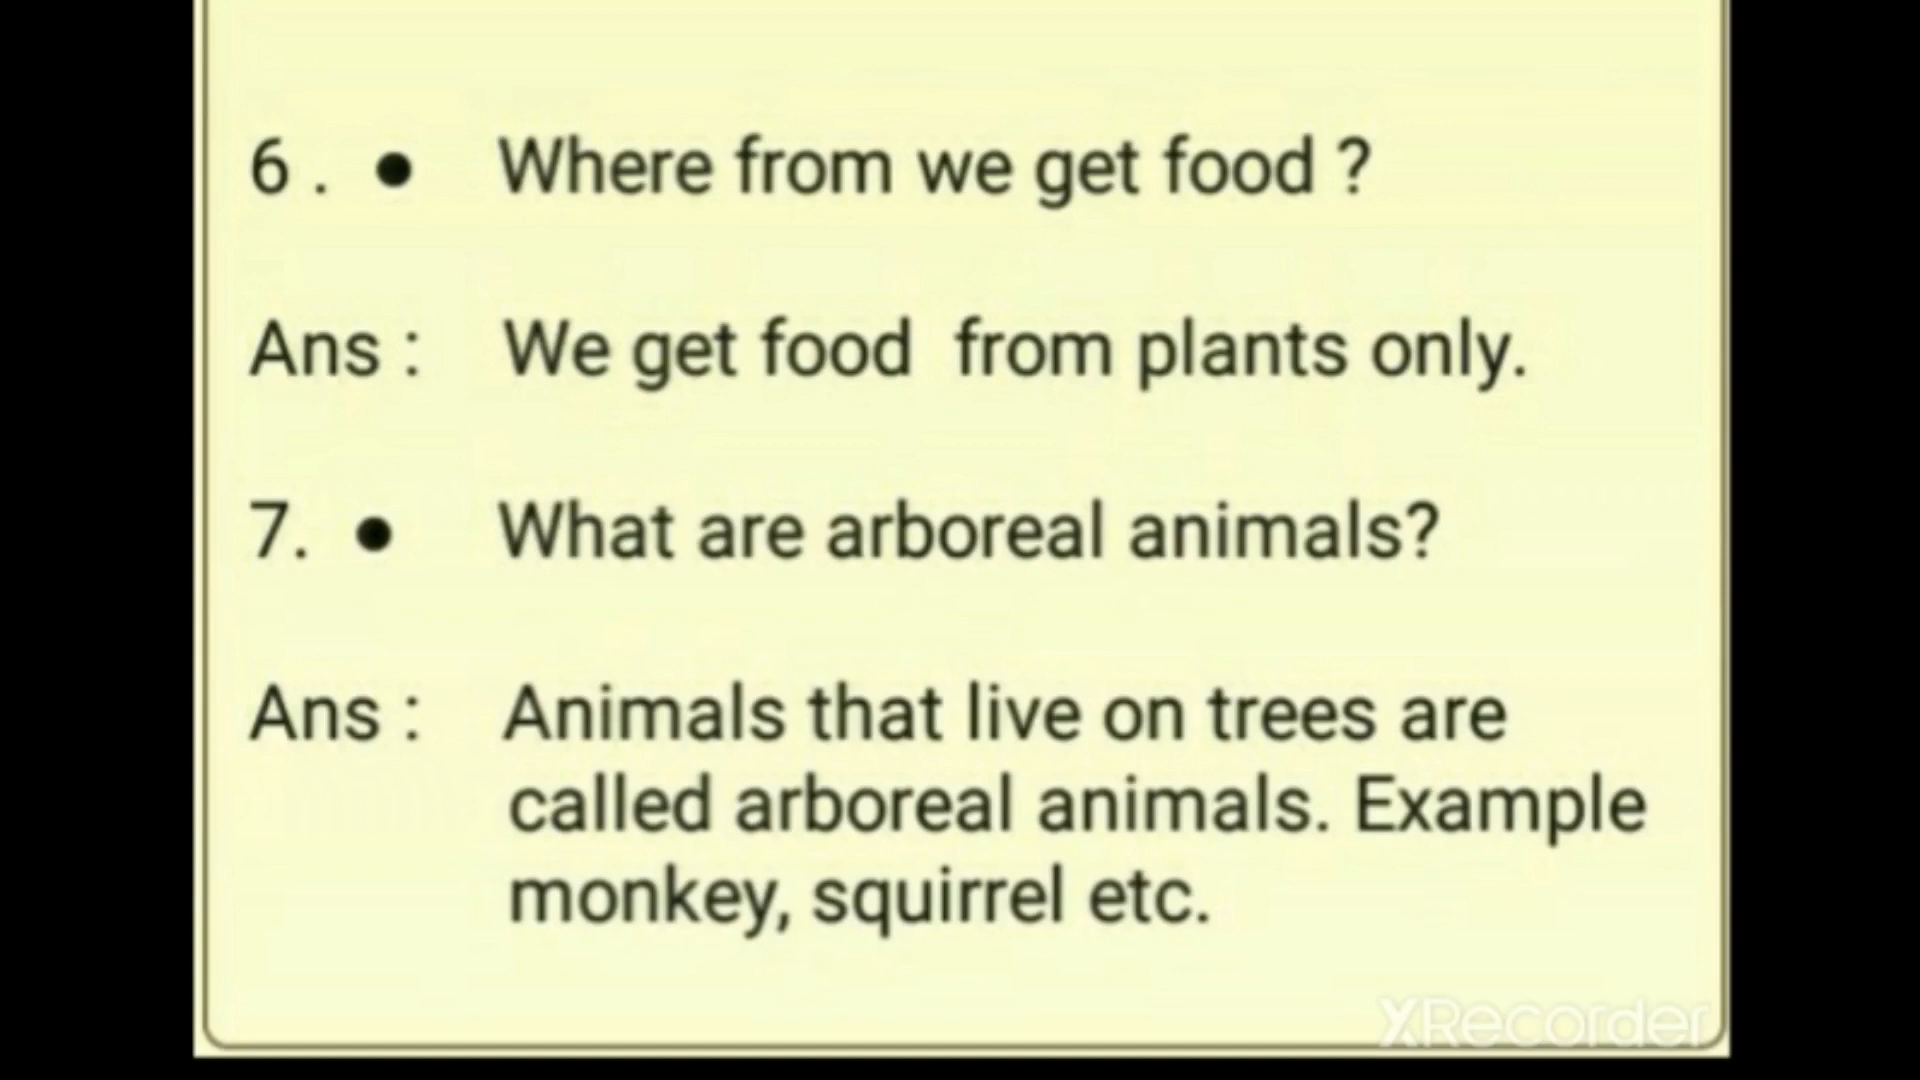 6 . ● Where from we get food ?
Ans : We get food from plants only.
7. ● What are arboreal animals?
Ans : Animals that live on trees are
called arboreal animals. Example
monkey, squirrel etc.
XRecorder